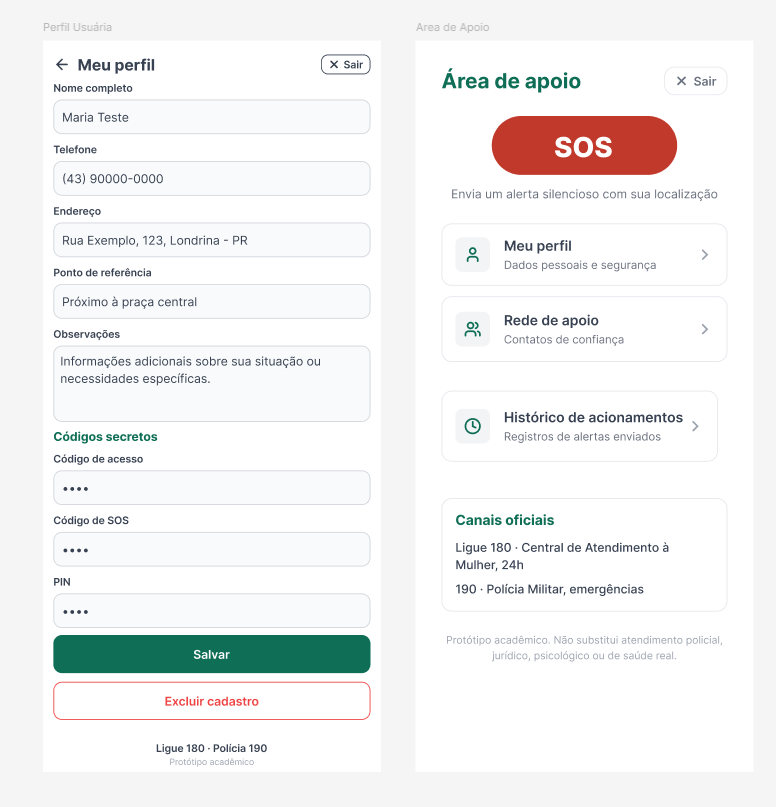 Perfil Usuária
Meu perfil
Sair
Nome completo
Maria Teste
Telefone
(43) 90000-0000
Endereço
Rua Exemplo, 123, Londrina - PR
Ponto de referência
Próximo à praça central
Observações
Informações adicionais sobre sua situação ou
necessidades específicas.
Códigos secretos
Código de acesso
••••
Código de SOS
••••
PIN
••••
Salvar
Excluir cadastro
Ligue 180 · Polícia 190
Protótipo acadêmico
Area de Apoio
Área de apoio
Sair
SOS
Envia um alerta silencioso com sua localização
Meu perfil
Dados pessoais e segurança
Rede de apoio
Contatos de confiança
Histórico de acionamentos
Registros de alertas enviados
Canais oficiais
Ligue 180 · Central de Atendimento à
Mulher, 24h
190 · Polícia Militar, emergências
Protótipo acadêmico. Não substitui atendimento policial,
jurídico, psicológico ou de saúde real.